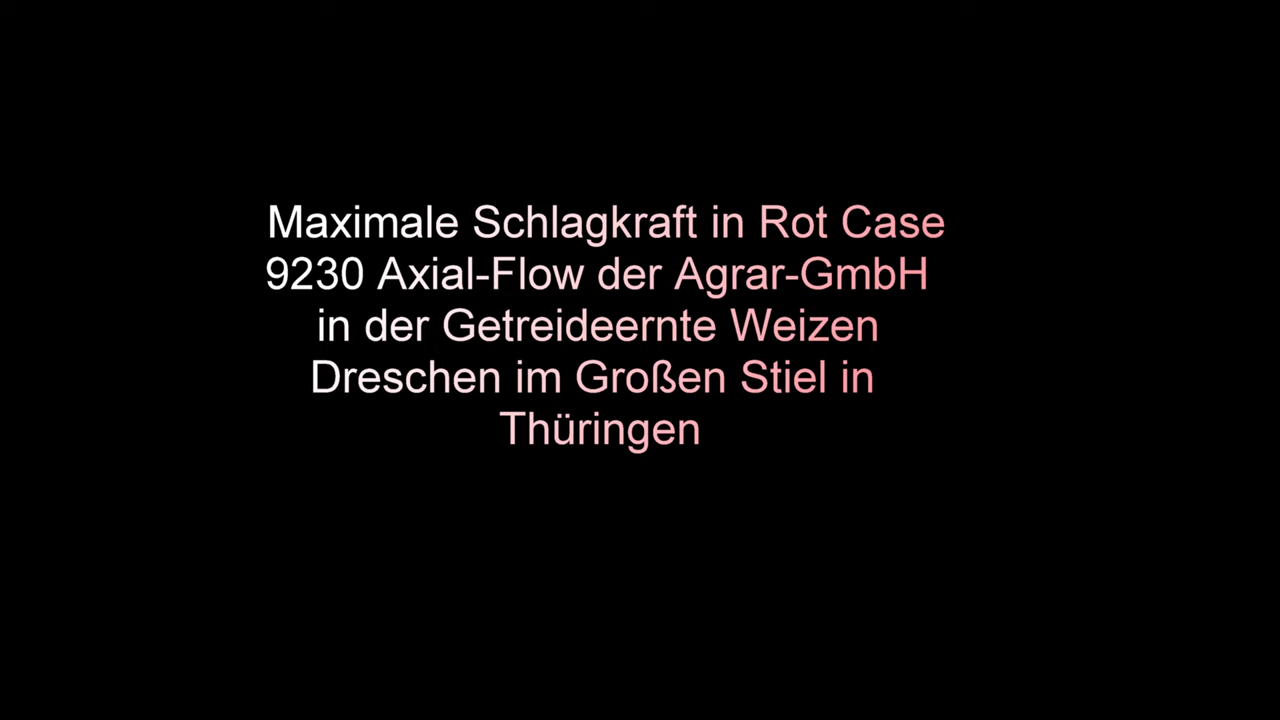 Maximale Schlagkraft in Rot Case
9230 Axial-Flow der Agrar-GmbH
in der Getreideernte Weizen
Dreschen im Großen Stiel in
Thüringen